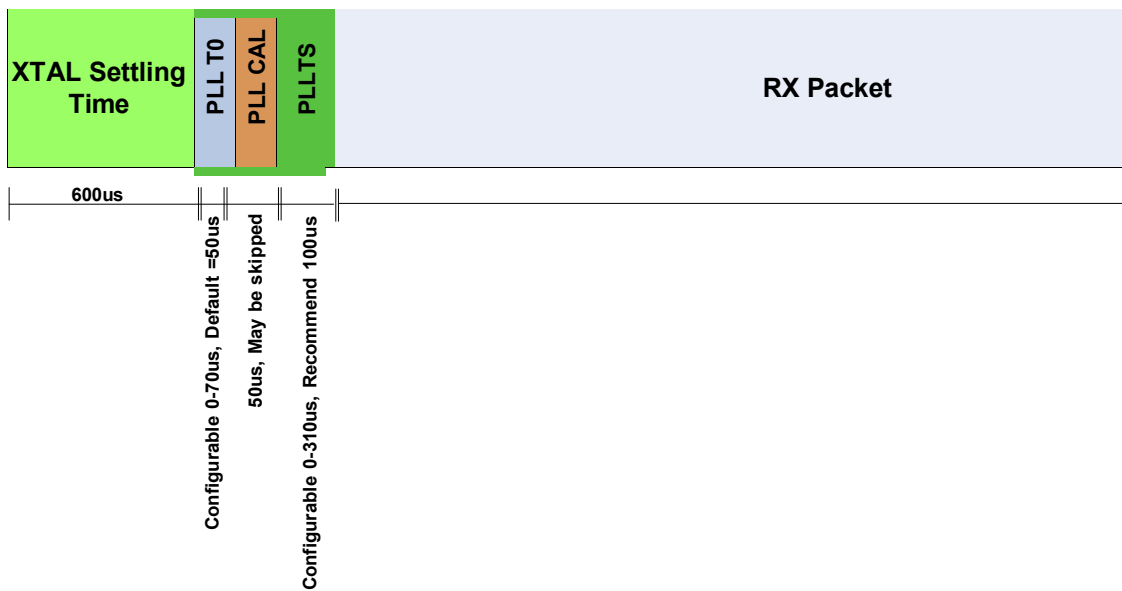 XTAL Settling
Time
PLL T0
PLL CAL
PLLTS
RX Packet
600us
Configurable 0-70us, Default =50us
50us, May be skipped
Configurable 0-310us, Recommend 100us